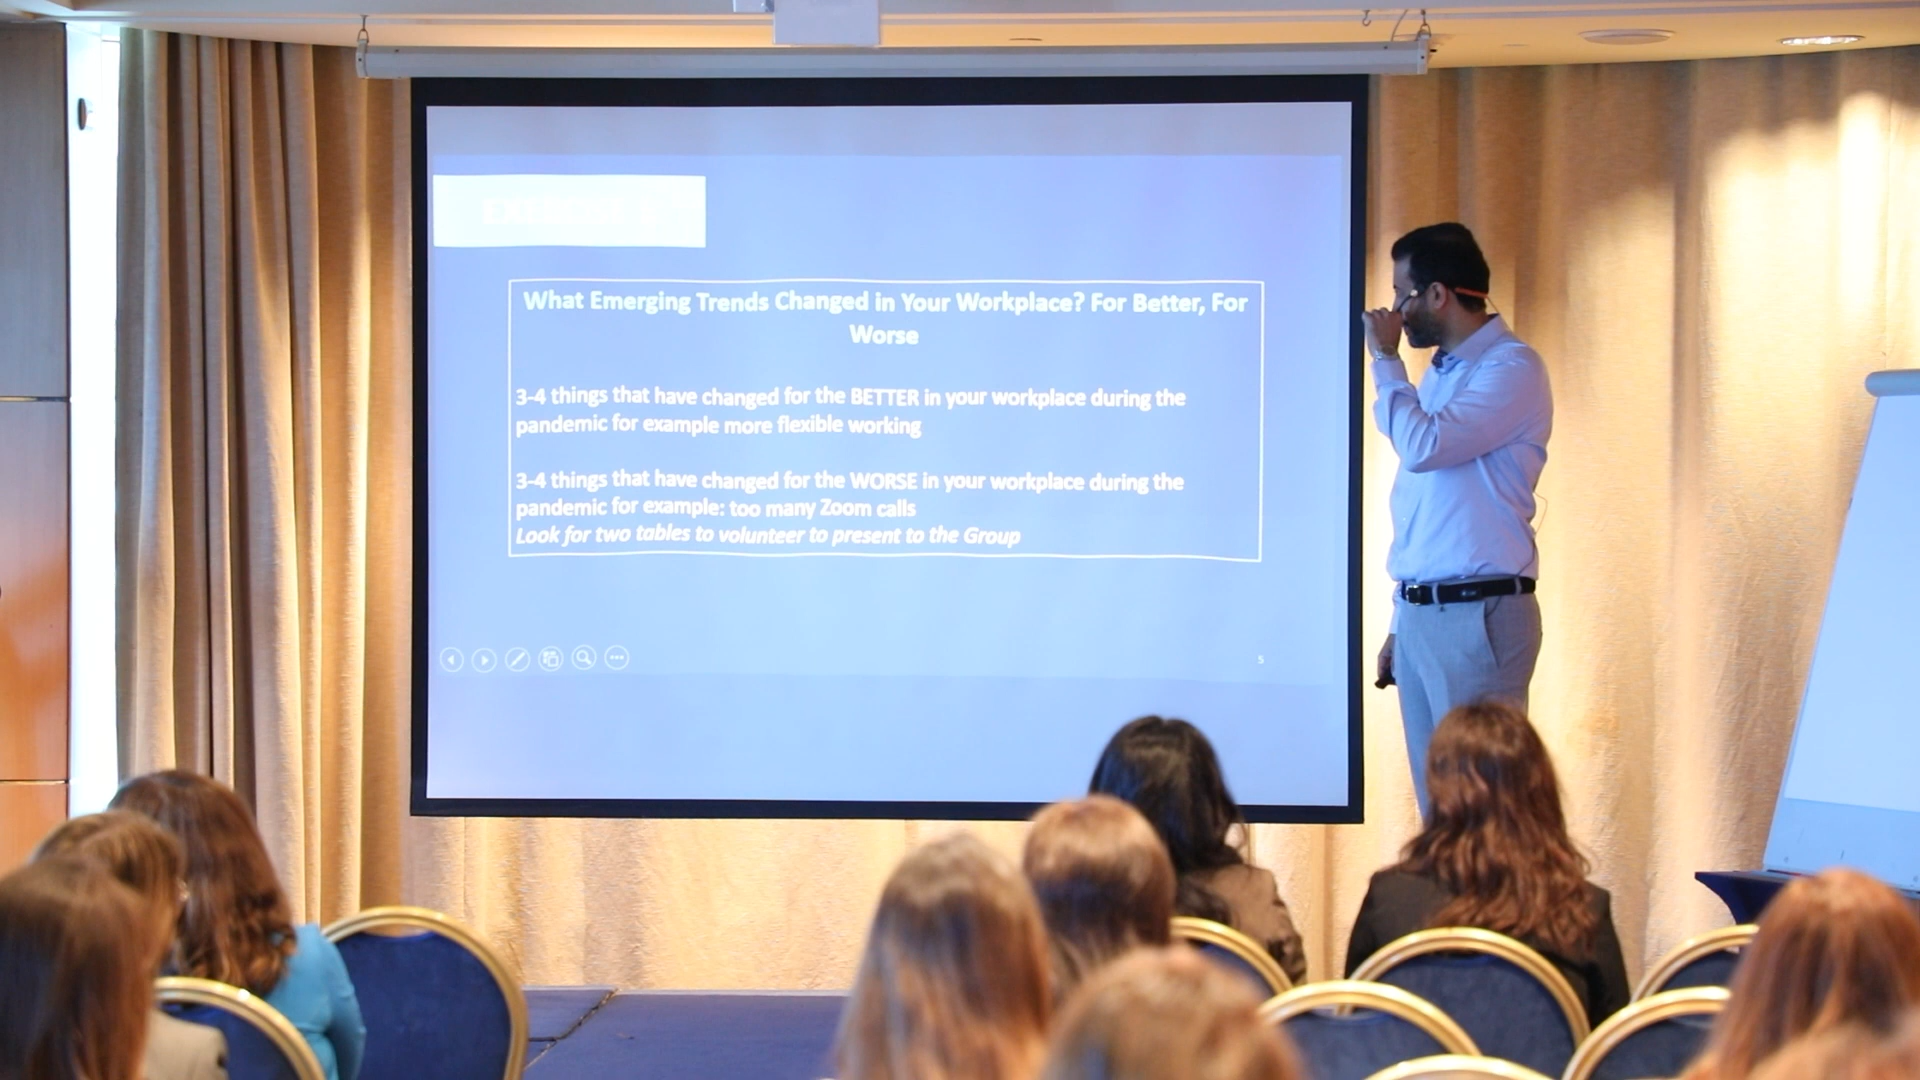 What Emerging Trends Changed in Your Workplace? For Better, For
Worse
3-4 things that have changed for the BETTER in your workplace during the
pandemic for example more flexible working
3-4 things that have changed for the WORSE in your workplace during the
pandemic for example: too many Zoom calls
Look for two tables to volunteer to present to the Group
5